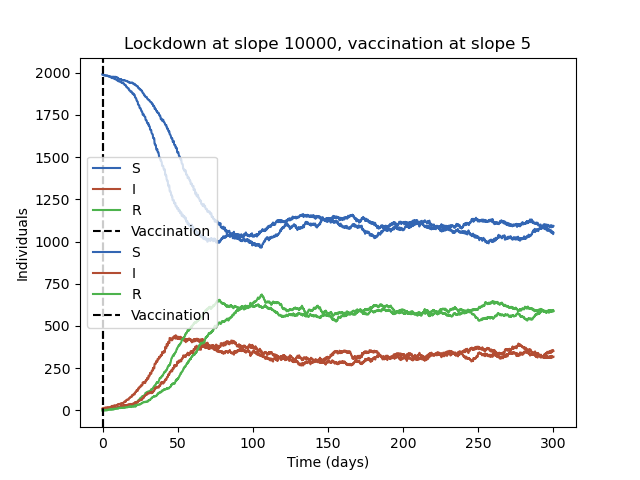 Lockdown at slope 10000, vaccination at slope 5
2000
1750
1500
1250
1000
750
500
250
0
Individuals
S
I
R
Vaccination
S
I
R
Vaccination
0 50 100 150 200 250 300
Time (days)